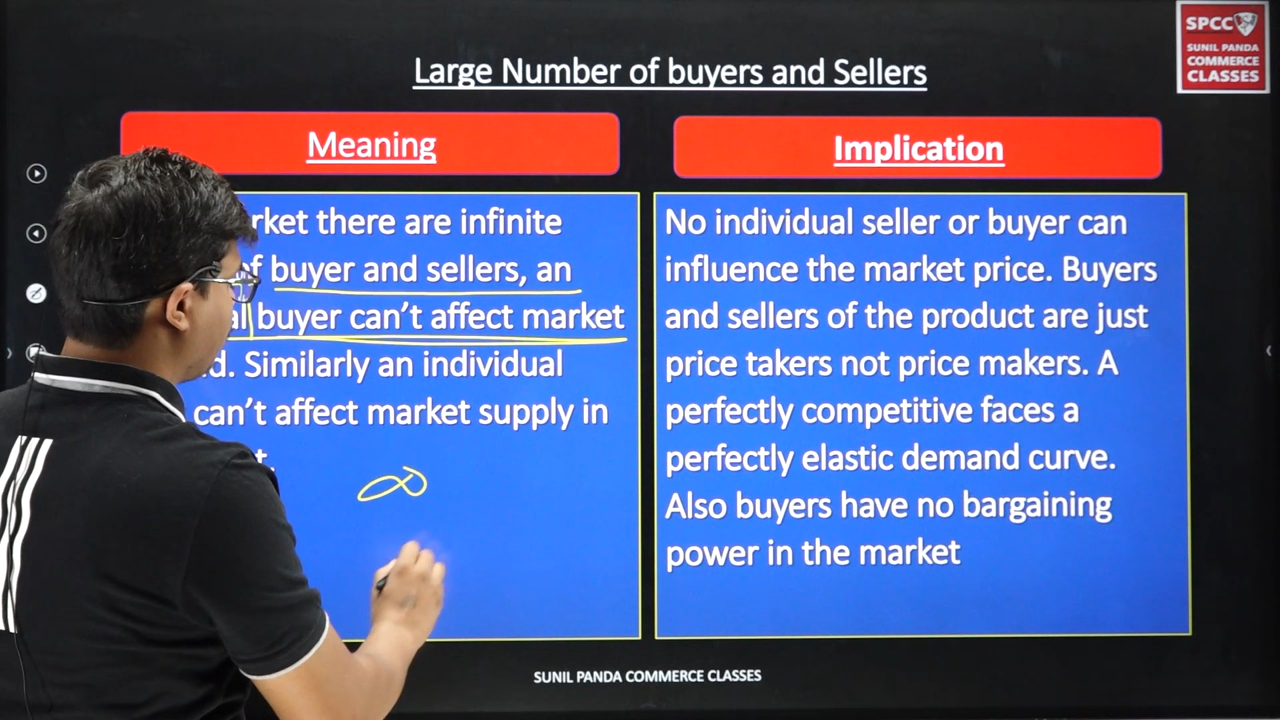 SPCC
SUNIL PANDA
COMMERCE
CLASSES
Large Number of buyers and Sellers
Meaning
there are infinite
buyer and sellers, an
buyer can't affect market
Similarly an individual
can't affect market supply in
∞
Implication
No individual seller or buyer can
influence the market price. Buyers
and sellers of the product are just
price takers not price makers. A
perfectly competitive faces a
perfectly elastic demand curve.
Also buyers have no bargaining
power in the market
SUNIL PANDA COMMERCE CLASSES